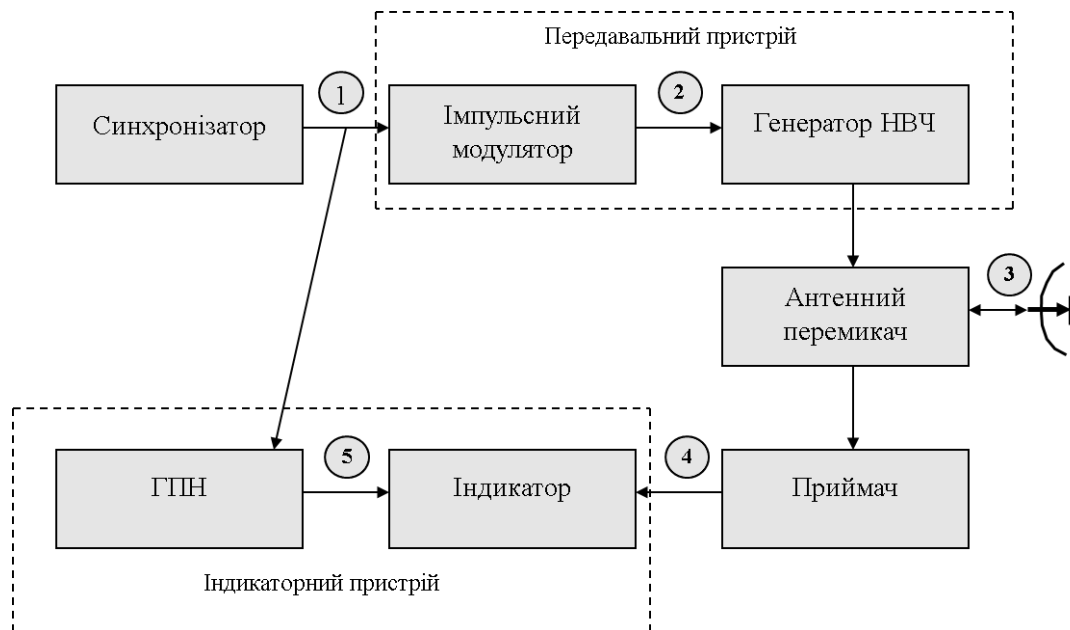 Передавальний пристрій
Синхронізатор
1
Імпульсний
модулятор
2
Генератор НВЧ
Антенний
перемикач
3
ГПН
5
Індикатор
4
Приймач
Індикаторний пристрій